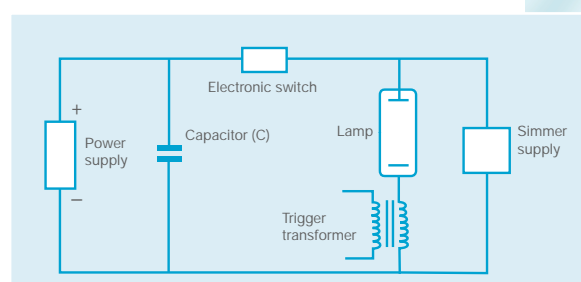 Electronic switch
+
Power
supply
−
Capacitor (C)
Lamp
Simmer
supply
Trigger
transformer